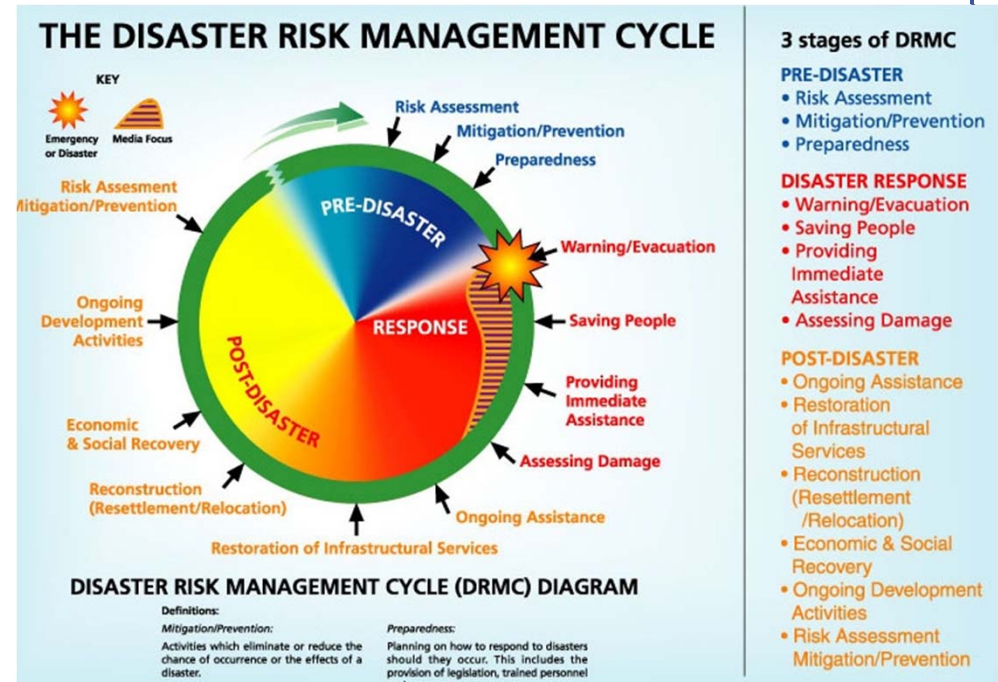 THE DISASTER RISK MANAGEMENT CYCLE
KEY
Emergency
or Disaster
Media Focus
Risk Assessment
Mitigation/Prevention
Preparedness
Warning/Evacuation
Saving People
Providing
Immediate
Assistance
Assessing Damage
Ongoing Assistance
Restoration of Infrastructural Services
Reconstruction
(Resettlement/Relocation)
Economic
& Social Recovery
Ongoing
Development
Activities
Risk Assesment
Mitigation/Prevention
PRE-DISASTER
RESPONSE
POST-DISASTER
DISASTER RISK MANAGEMENT CYCLE (DRMC) DIAGRAM
Definitions:
Mitigation/Prevention:
Activities which eliminate or reduce the
chance of occurrence or the effects of a
disaster.
Preparedness:
Planning on how to respond to disasters
should they occur. This includes the
provision of legislation, trained personnel
3 stages of DRMC
PRE-DISASTER
• Risk Assessment
• Mitigation/Prevention
• Preparedness
DISASTER RESPONSE
• Warning/Evacuation
• Saving People
• Providing
Immediate
Assistance
• Assessing Damage
POST-DISASTER
• Ongoing Assistance
• Restoration
of Infrastructural
Services
• Reconstruction
(Resettlement
/Relocation)
• Economic & Social
Recovery
• Ongoing Development
Activities
• Risk Assessment
Mitigation/Prevention